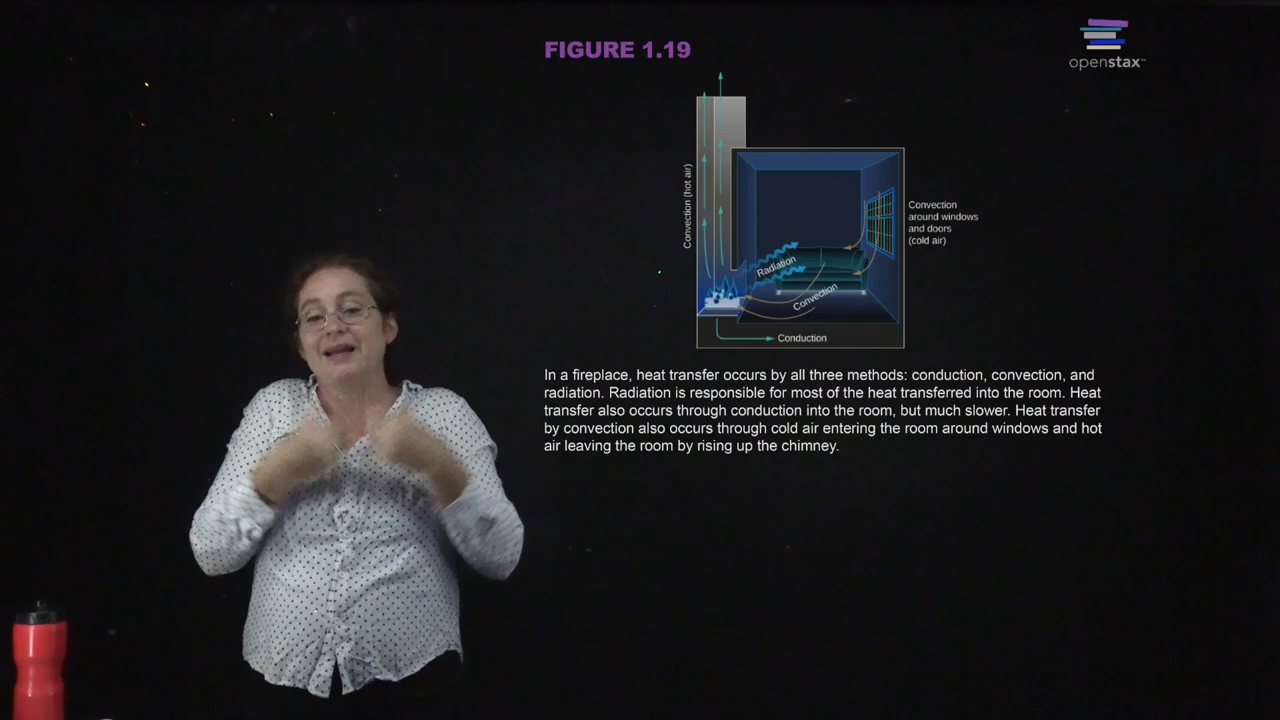 FIGURE 1.19
openstax™
Convection (hot air)
Convection
around windows
and doors
(cold air)
Radiation
Convection
Conduction
In a fireplace, heat transfer occurs by all three methods: conduction, convection, and
radiation. Radiation is responsible for most of the heat transferred into the room. Heat
transfer also occurs through conduction into the room, but much slower. Heat transfer
by convection also occurs through cold air entering the room around windows and hot
air leaving the room by rising up the chimney.